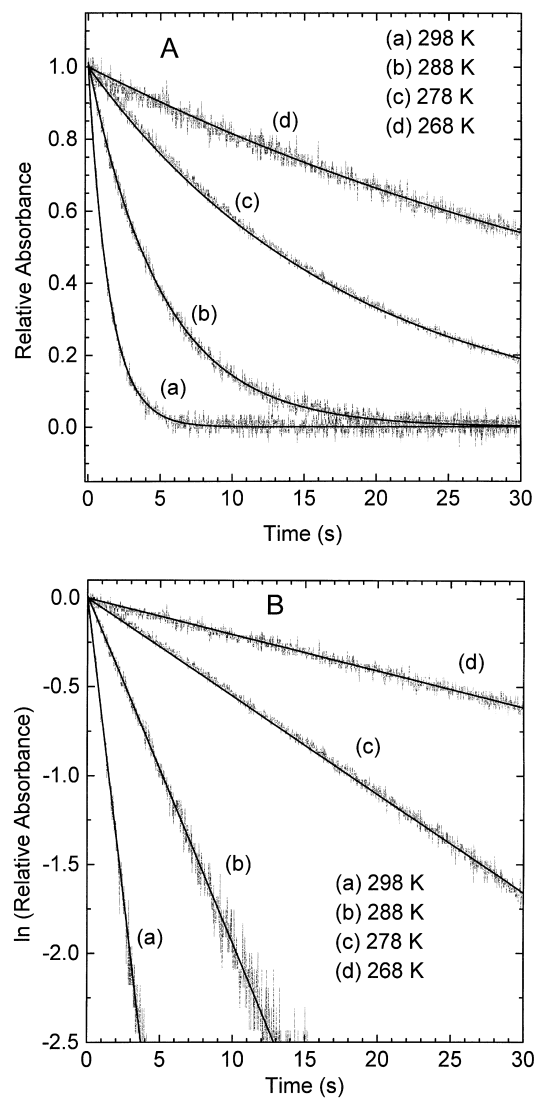 A
(a) 298 K
(b) 288 K
(c) 278 K
(d) 268 K
1.0
0.8
0.6
0.4
0.2
0.0
Relative Absorbance
(d)
(c)
(b)
(a)
0 5 10 15 20 25 30
Time (s)
B
0.0
-0.5
-1.0
-1.5
-2.0
-2.5
ln (Relative Absorbance)
(d)
(c)
(b)
(a)
(a) 298 K
(b) 288 K
(c) 278 K
(d) 268 K
0 5 10 15 20 25 30
Time (s)